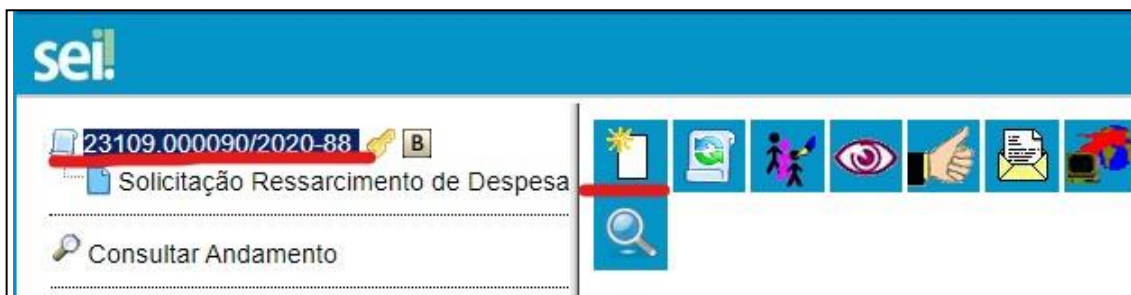 sei!
23109.000090/2020-88 B
Solicitação Ressarcimento de Despesa
Consultar Andamento